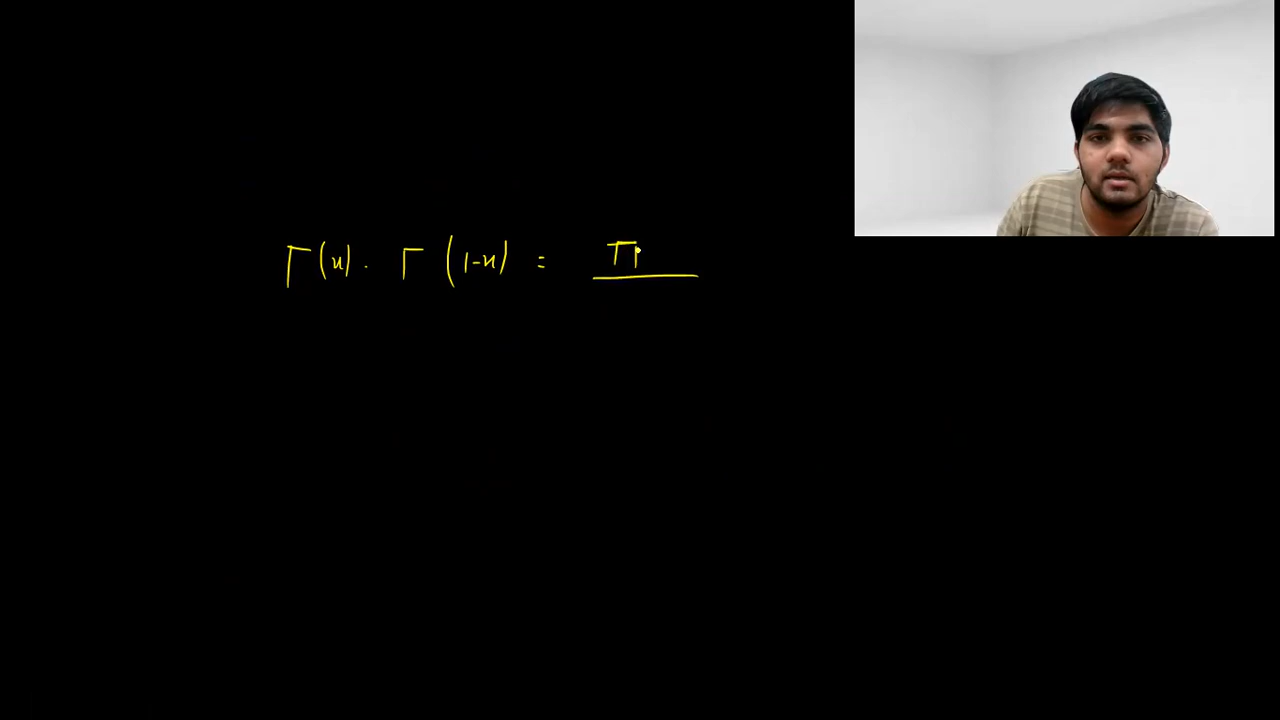 Γ(x) . Γ(1-x) = π/